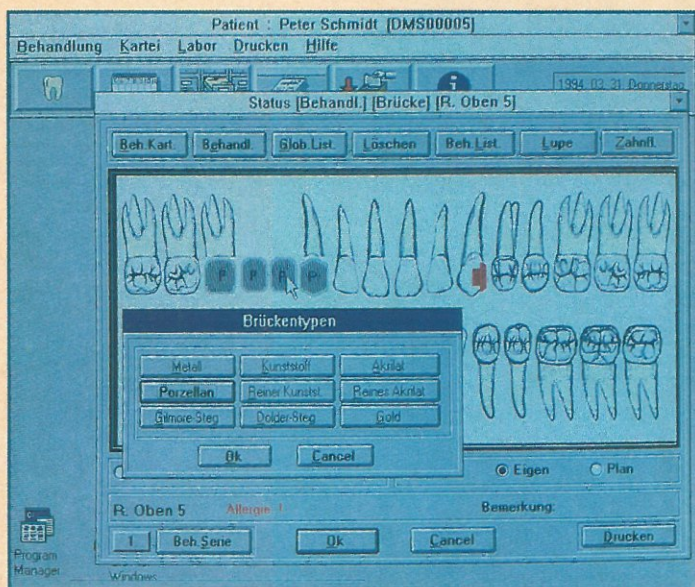 Patient : Peter Schmidt [DMS00005]
Behandlung Kartei Labor Drucken Hilfe
1994. 03. 31. Donnerstag
Status [Behandl.] [Brücke] [R. Oben 5]
Beh.Kart. Behandl. Glob.List. Löschen Beh.List. Lupe Zahnfl.
P P P P
Brückentypen
Metall Kunststoff Akrilat
Porzellan Reiner Kunstst. Reines Akrilat
Gilmore-Steg Dolder-Steg Gold
Ok Cancel
Eigen Plan
R. Oben 5 Allergie ! Bemerkung:
1 Beh.Serie Ok Cancel Drucken
Program
Manager
Windows